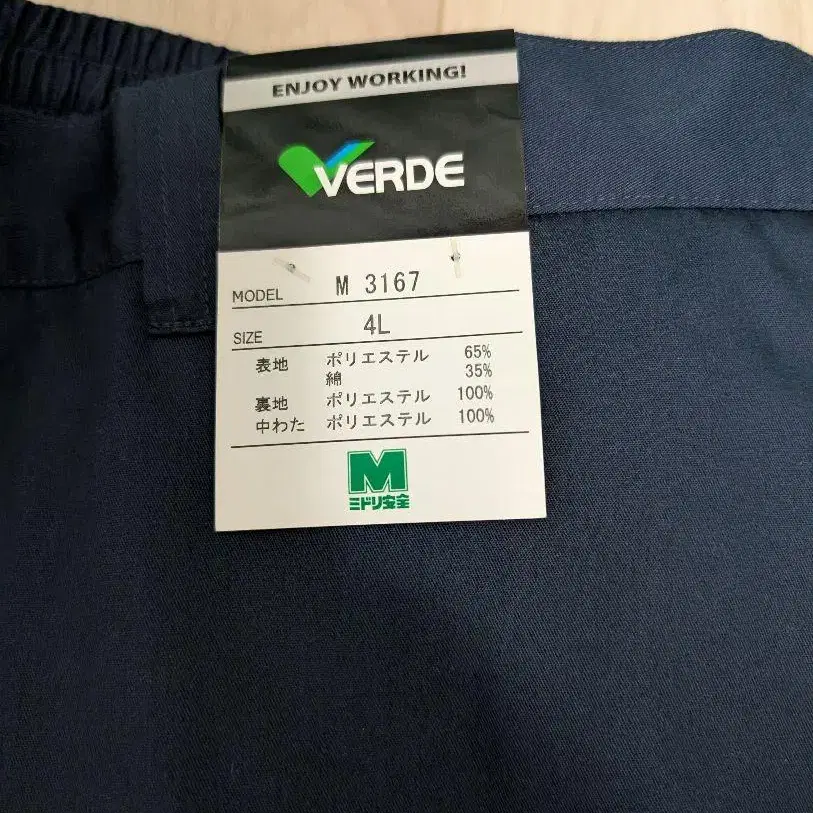 ENJOY WORKING!
VERDE
MODEL M 3167
SIZE 4L
表地 ポリエステル 65%
綿 35%
裏地 ポリエステル 100%
中わた ポリエステル 100%
M
ミドリ安全